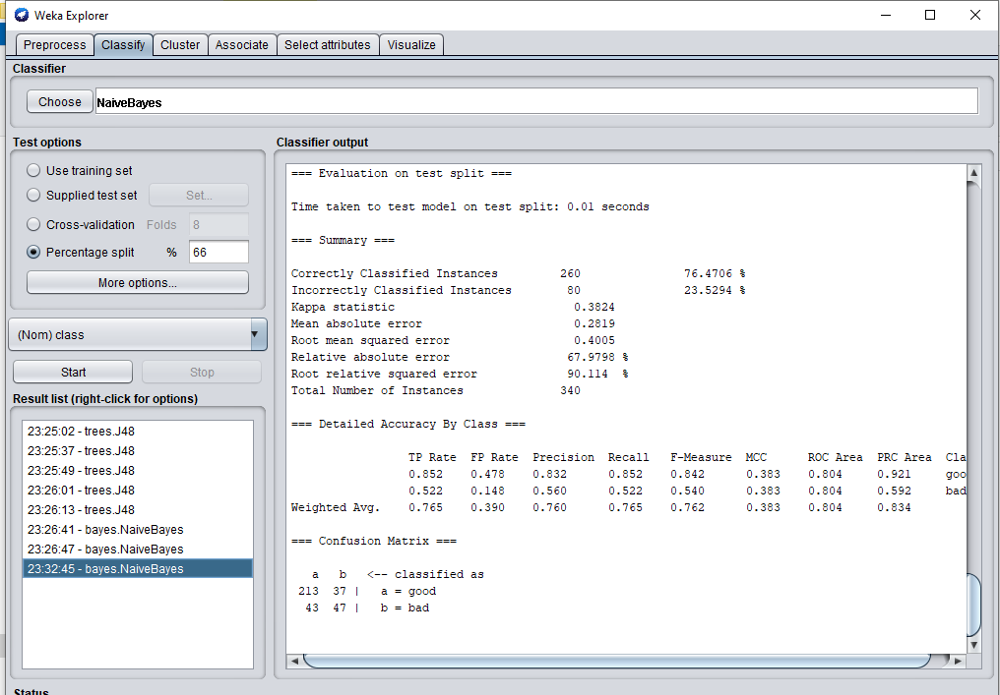 Weka Explorer
Preprocess Classify Cluster Associate Select attributes Visualize
Classifier
Choose NaiveBayes
Test options
Use training set
Supplied test set Set...
Cross-validation Folds 8
Percentage split % 66
More options...
(Nom) class
Start Stop
Result list (right-click for options)
23:25:02 - trees.J48
23:25:37 - trees.J48
23:25:49 - trees.J48
23:26:01 - trees.J48
23:26:13 - trees.J48
23:26:41 - bayes.NaiveBayes
23:26:47 - bayes.NaiveBayes
23:32:45 - bayes.NaiveBayes
Classifier output
=== Evaluation on test split ===
Time taken to test model on test split: 0.01 seconds
=== Summary ===
Correctly Classified Instances 260 76.4706 %
Incorrectly Classified Instances 80 23.5294 %
Kappa statistic 0.3824
Mean absolute error 0.2819
Root mean squared error 0.4005
Relative absolute error 67.9798 %
Root relative squared error 90.114 %
Total Number of Instances 340
=== Detailed Accuracy By Class ===
TP Rate FP Rate Precision Recall F-Measure MCC ROC Area PRC Area Cla
0.852 0.478 0.832 0.852 0.842 0.383 0.804 0.921 goo
0.522 0.148 0.560 0.522 0.540 0.383 0.804 0.592 bad
Weighted Avg. 0.765 0.390 0.760 0.765 0.762 0.383 0.804 0.834
=== Confusion Matrix ===
a b <-- classified as
213 37 | a = good
43 47 | b = bad
Status